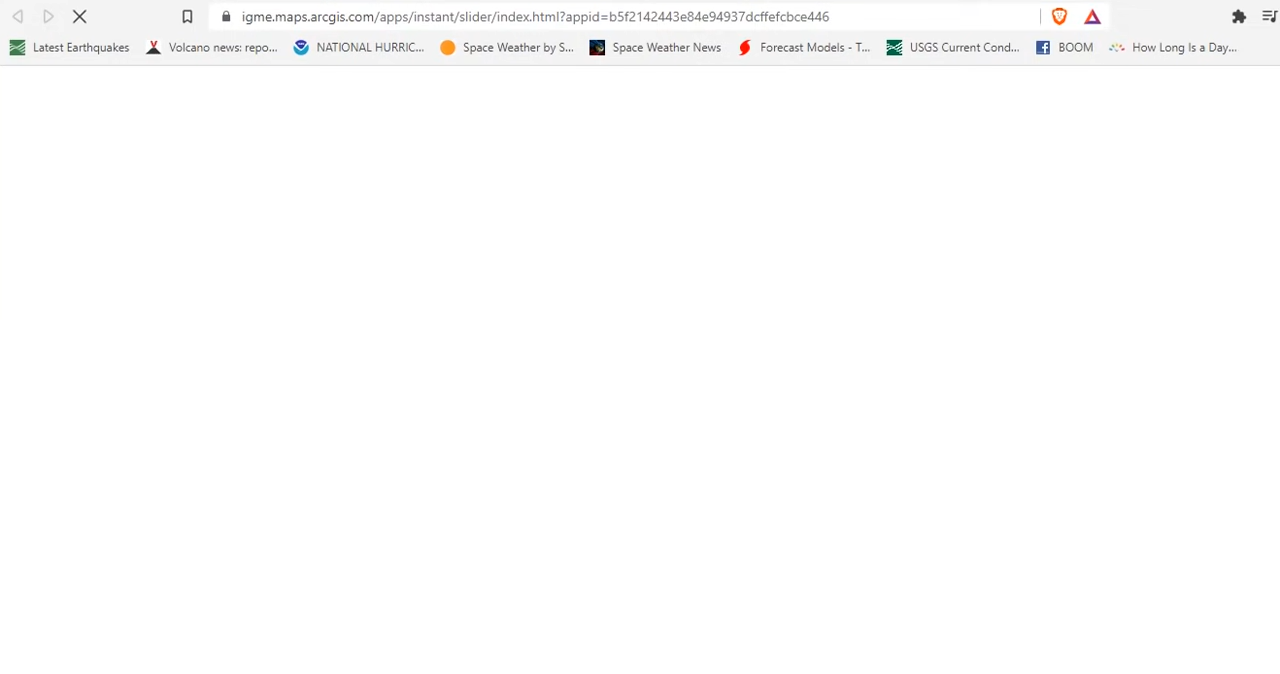 igme.maps.arcgis.com/apps/instant/slider/index.html?appid=b5f2142443e84e94937dcffefcbce446
Latest Earthquakes Volcano news: repo... NATIONAL HURRIC... Space Weather by S... Space Weather News Forecast Models - T... USGS Current Cond... BOOM How Long Is a Day...